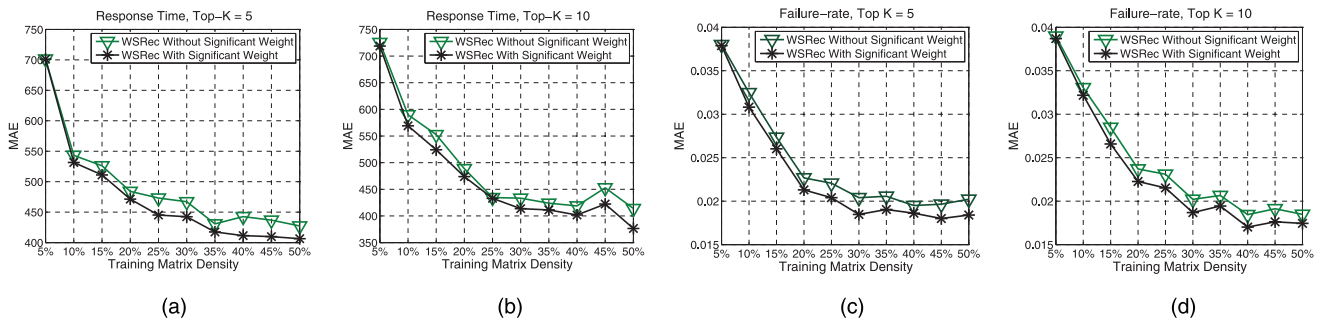 Response Time, Top-K = 5
750
700
650
600
550
500
450
400
MAE
WSRec Without Significant Weight
WSRec With Significant Weight
5% 10% 15% 20% 25% 30% 35% 40% 45% 50%
Training Matrix Density
(a)
Response Time, Top-K = 10
750
700
650
600
550
500
450
400
350
MAE
WSRec Without Significant Weight
WSRec With Significant Weight
5% 10% 15% 20% 25% 30% 35% 40% 45% 50%
Training Matrix Density
(b)
Failure-rate, Top K = 5
0.04
0.035
0.03
0.025
0.02
0.015
MAE
WSRec Without Significant Weight
WSRec With Significant Weight
5% 10% 15% 20% 25% 30% 35% 40% 45% 50%
Training Matrix Density
(c)
Failure-rate, Top K = 10
0.04
0.035
0.03
0.025
0.02
0.015
MAE
WSRec Without Significant Weight
WSRec With Significant Weight
5% 10% 15% 20% 25% 30% 35% 40% 45% 50%
Training Matrix Density
(d)